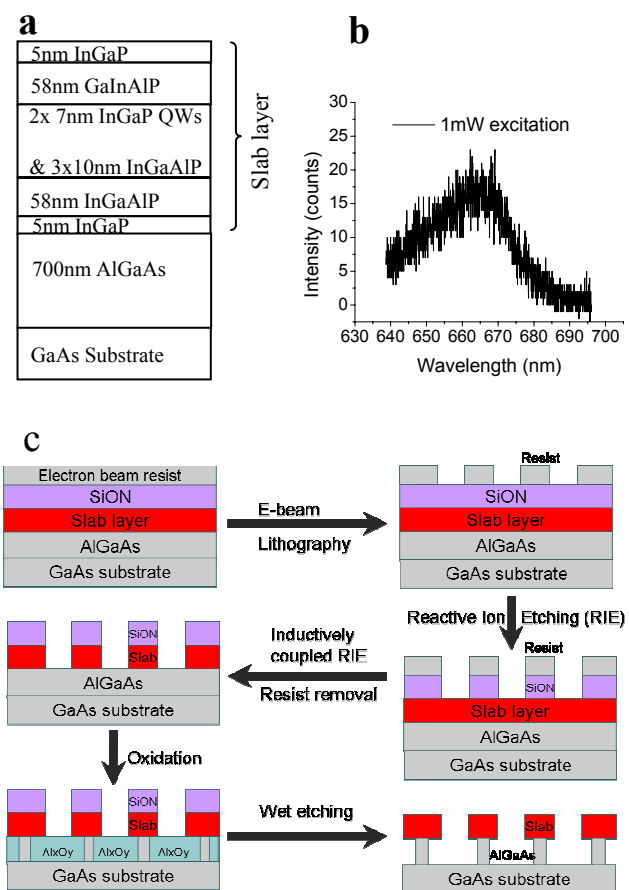 a
5nm InGaP
58nm GaInAlP
2x 7nm InGaP QWs
& 3x10nm InGaAlP
58nm InGaAlP
5nm InGaP
700nm AlGaAs
GaAs Substrate
Slab layer
b
30
25
20
15
10
5
0
Intensity (counts)
1mW excitation
630 640 650 660 670 680 690 700
Wavelength (nm)
c
Electron beam resist
SiON
Slab layer
AlGaAs
GaAs substrate
E-beam
Lithography
Resist
SiON
Slab layer
AlGaAs
GaAs substrate
Reactive Ion Etching (RIE)
Resist
SiON
Slab layer
AlGaAs
GaAs substrate
Inductively
coupled RIE
Resist removal
SiON
Slab
AlGaAs
GaAs substrate
Oxidation
SiON
Slab
AlxOy AlxOy AlxOy
GaAs substrate
Wet etching
Slab
AlGaAs
GaAs substrate